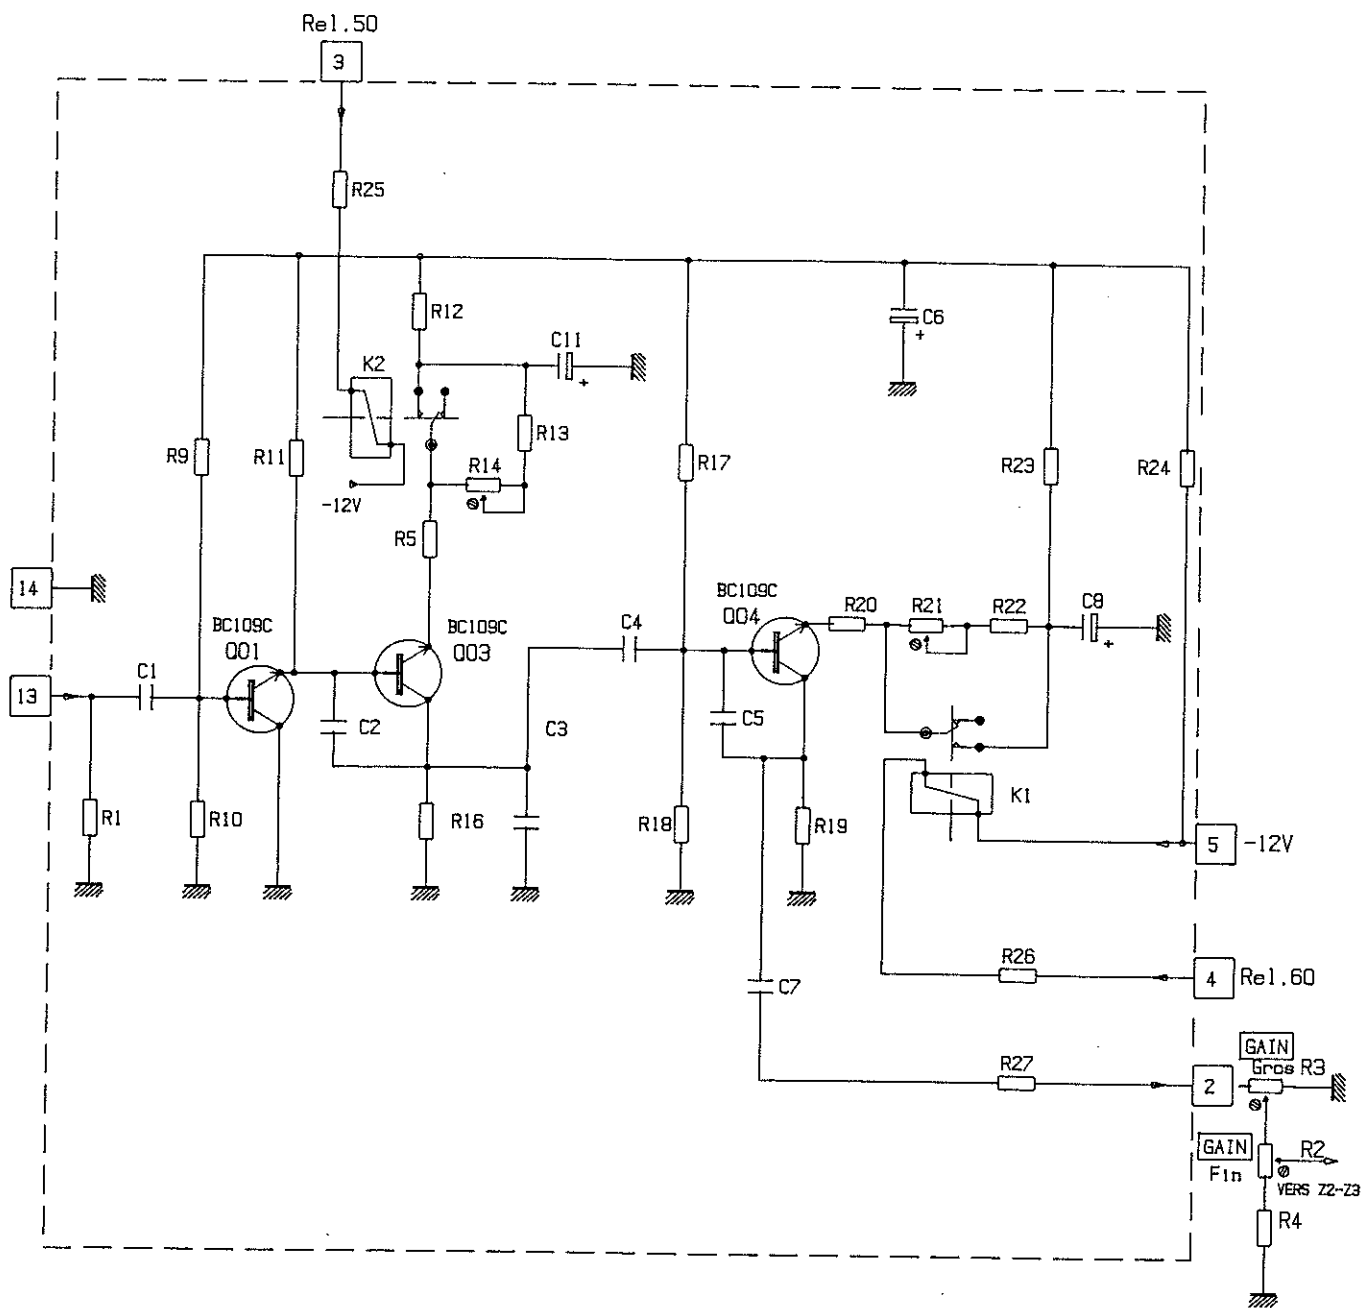 Rel.50
3
R25
R12
C11
+
C6
+
K2
R9
R11
R13
R14
-12V
R5
R17
R23
R24
14
BC109C
Q01
BC109C
Q03
C4
BC109C
Q04
R20
R21
R22
C8
+
13
C1
C2
C3
C5
R1
R10
R16
R18
R19
K1
5
-12V
R26
4
Rel.60
C7
R27
2
GAIN
Gros R3
GAIN
Fin
R2
VERS Z2-Z3
R4